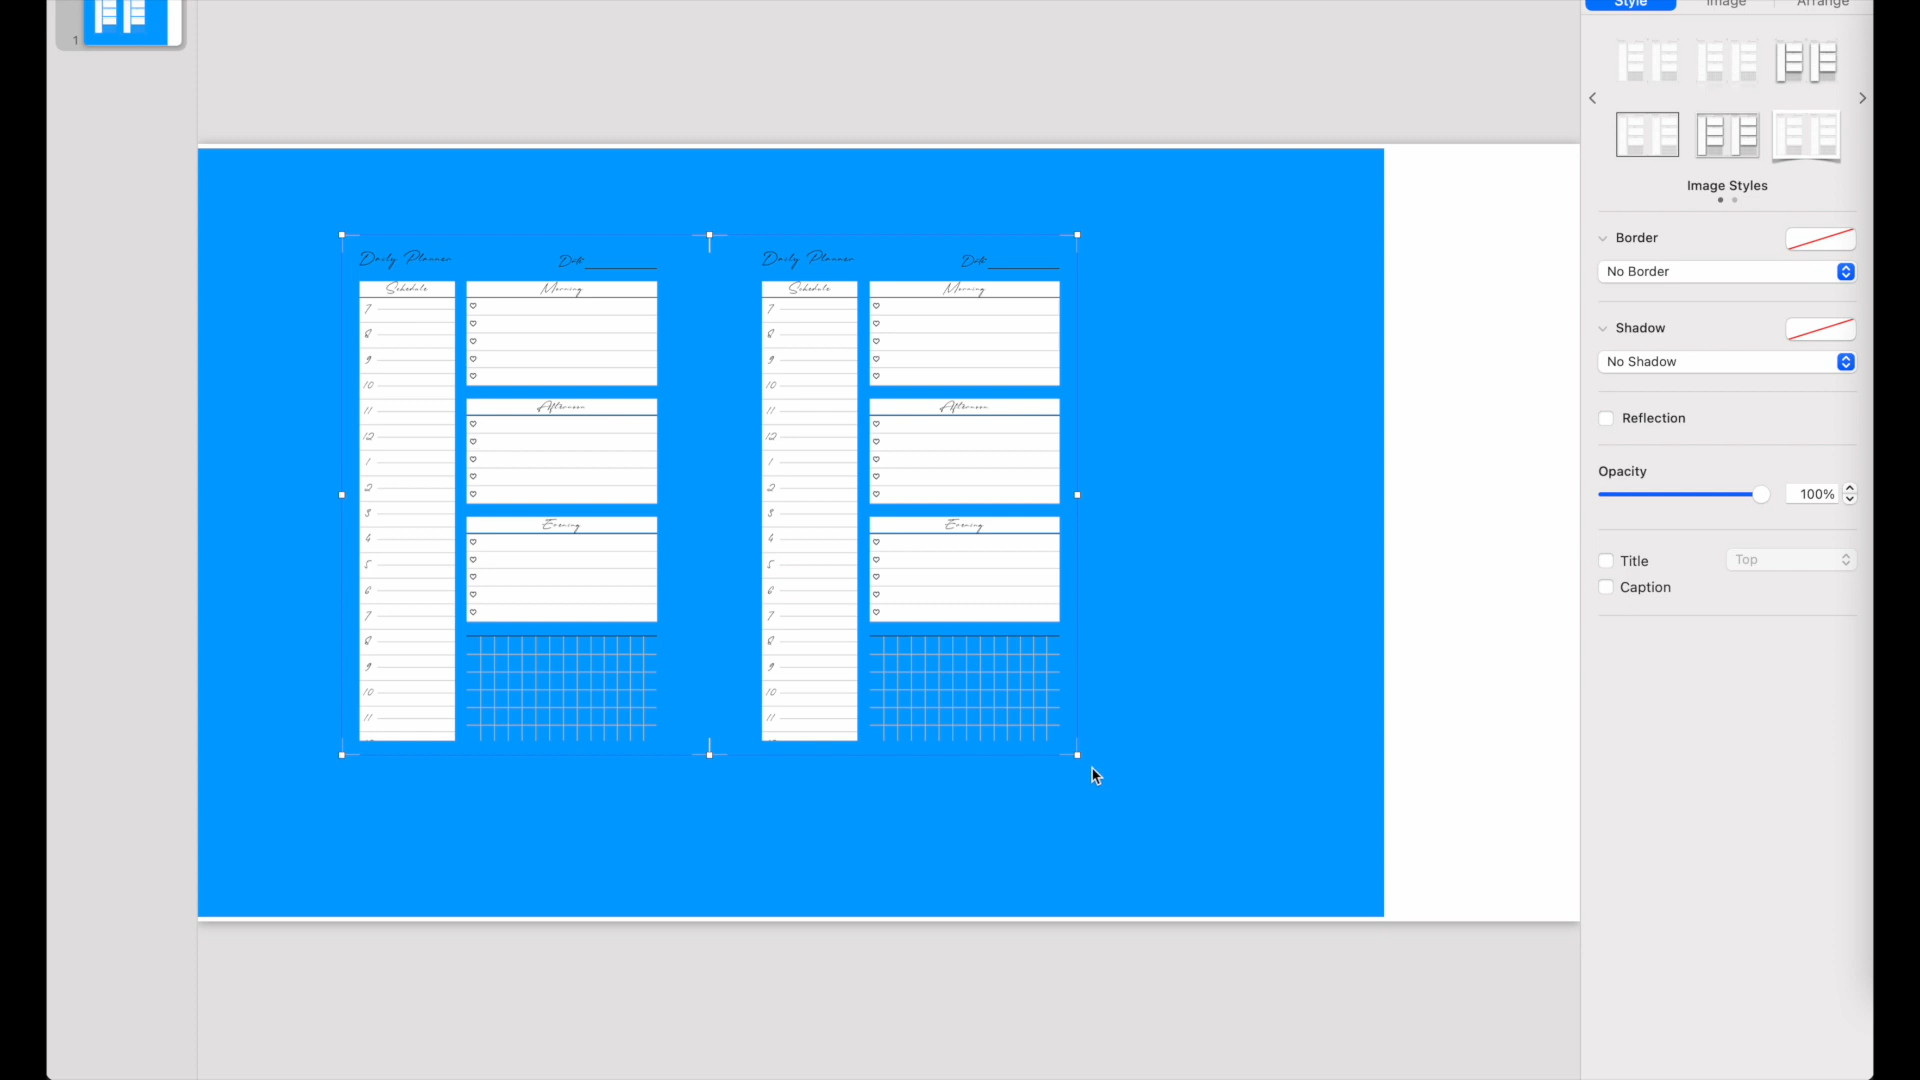 Style Image Arrange
1
Image Styles
Border
No Border
Shadow
No Shadow
Reflection
Opacity
100%
Title Top
Caption
Daily Planner Date
Schedule
7
8
9
10
11
12
1
2
3
4
5
6
7
8
9
10
11
Morning
Afternoon
Evening
Daily Planner Date
Schedule
7
8
9
10
11
12
1
2
3
4
5
6
7
8
9
10
11
Morning
Afternoon
Evening